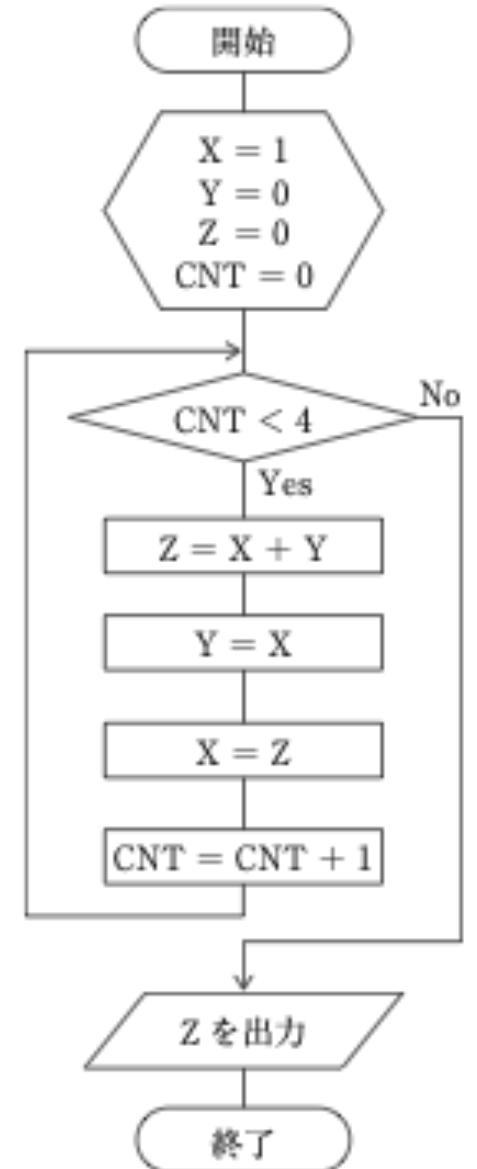 開始
X = 1
Y = 0
Z = 0
CNT = 0
CNT < 4
No
Yes
Z = X + Y
Y = X
X = Z
CNT = CNT + 1
Z を出力
終了